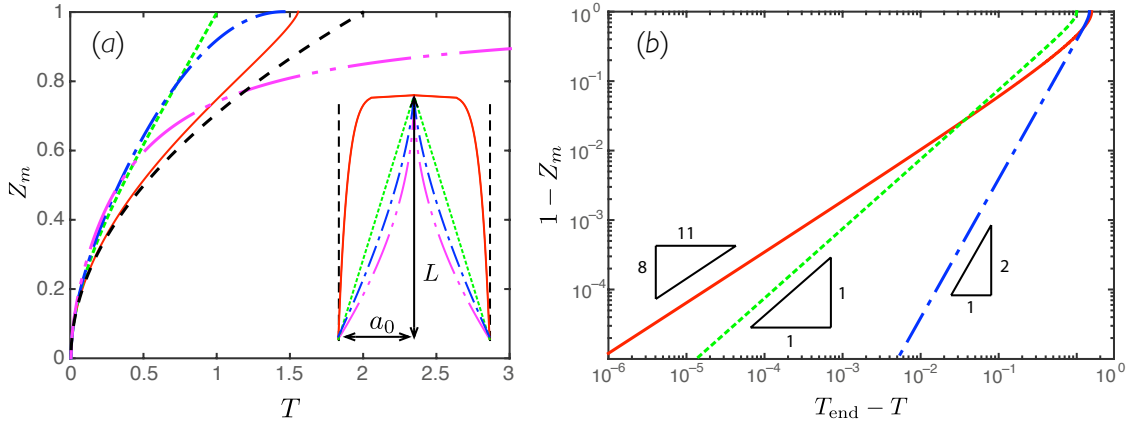 (a)
Z_m
1
0.8
0.6
0.4
0.2
0
0 0.5 1 1.5 2 2.5 3
T
L
a_0
(b)
1 − Z_m
10^0
10^{-1}
10^{-2}
10^{-3}
10^{-4}
10^{-6} 10^{-5} 10^{-4} 10^{-3} 10^{-2} 10^{-1} 10^0
T_end − T
11
8
1
1
2
1